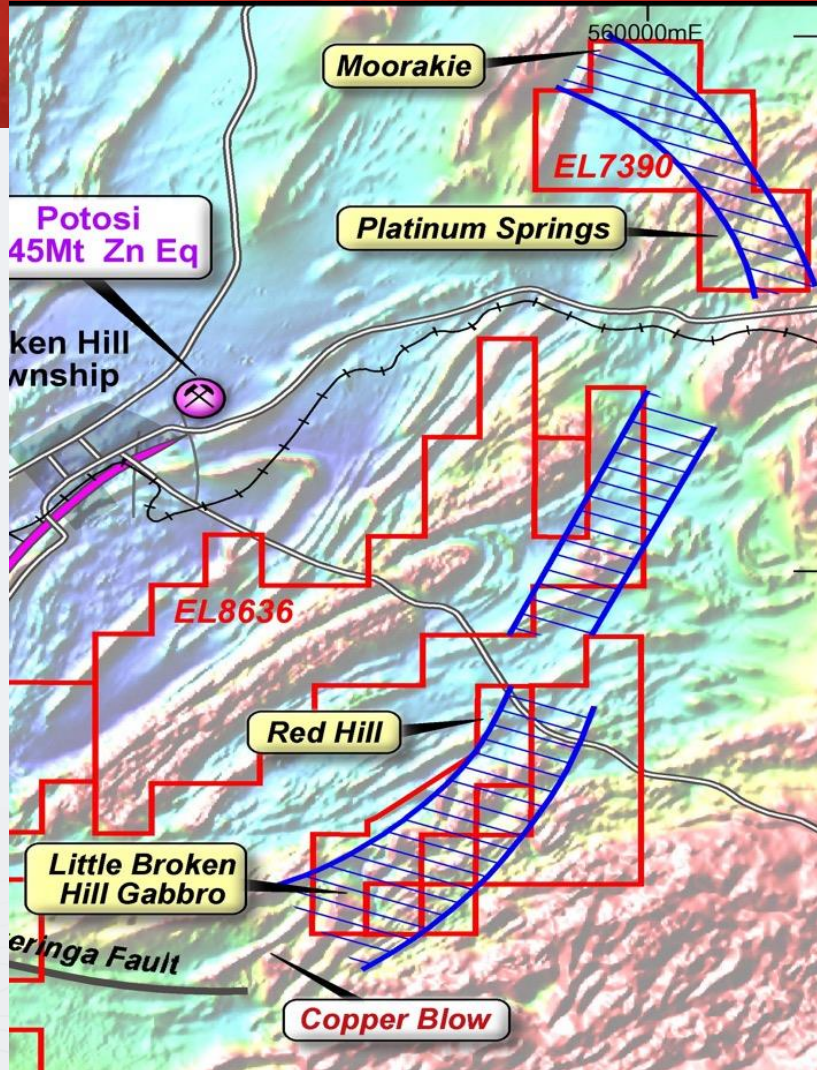 560000mE
Moorakie
EL7390
Potosi
45Mt Zn Eq
Platinum Springs
ken Hill
wnship
EL8636
Red Hill
Little Broken
Hill Gabbro
eringa Fault
Copper Blow